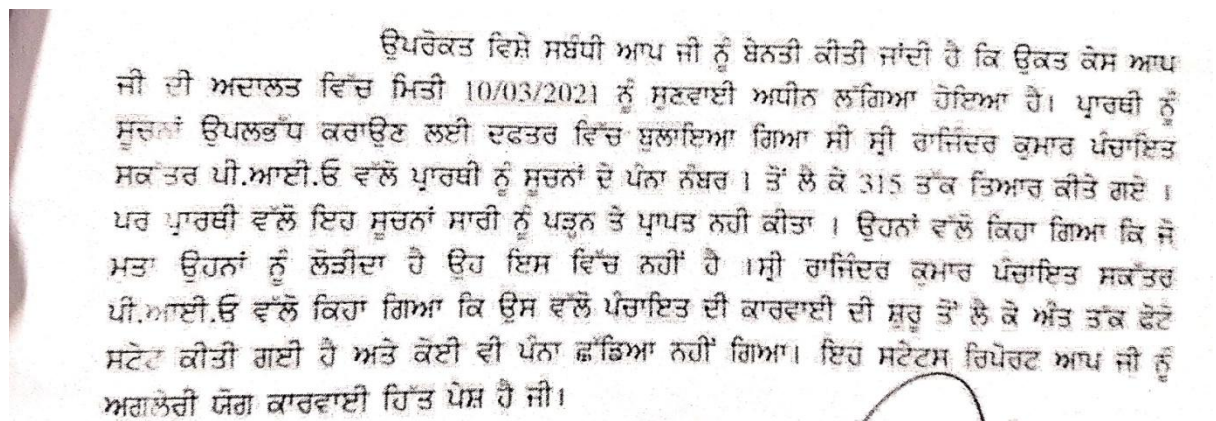 ਉਪਰੋਕਤ ਵਿਸ਼ੇ ਸਬੰਧੀ ਆਪ ਜੀ ਨੂੰ ਬੇਨਤੀ ਕੀਤੀ ਜਾਂਦੀ ਹੈ ਕਿ ਉਕਤ ਕੇਸ ਆਪ
ਜੀ ਦੀ ਅਦਾਲਤ ਵਿੱਚ ਮਿਤੀ 10/03/2021 ਨੂੰ ਸੁਣਵਾਈ ਅਧੀਨ ਲੱਗਿਆ ਹੋਇਆ ਹੈ। ਪ੍ਰਾਰਥੀ ਨੂੰ
ਸੂਚਨਾਂ ਉਪਲਭੱਧ ਕਰਾਉਣ ਲਈ ਦਫਤਰ ਵਿੱਚ ਬੁਲਾਇਆ ਗਿਆ ਸੀ ਸ੍ਰੀ ਰਾਜਿੰਦਰ ਕੁਮਾਰ ਪੰਚਾਇਤ
ਸਕੱਤਰ ਪੀ.ਆਈ.ਓ ਵੱਲੋ ਪ੍ਰਾਰਥੀ ਨੂੰ ਸੂਚਨਾਂ ਦੇ ਪੰਨਾ ਨੰਬਰ 1 ਤੋਂ ਲੈ ਕੇ 315 ਤੱਕ ਤਿਆਰ ਕੀਤੇ ਗਏ ।
ਪਰ ਪ੍ਰਾਰਥੀ ਵੱਲੋ ਇਹ ਸੂਚਨਾਂ ਸਾਰੀ ਨੂੰ ਪੜ੍ਹਨ ਤੇ ਪ੍ਰਾਪਤ ਨਹੀ ਕੀਤਾ । ਉਹਨਾਂ ਵੱਲੋ ਕਿਹਾ ਗਿਆ ਕਿ ਜੋ
ਮਤਾ ਉਹਨਾਂ ਨੂੰ ਲੋੜੀਦਾ ਹੈ ਉਹ ਇਸ ਵਿੱਚ ਨਹੀਂ ਹੈ ।ਸ੍ਰੀ ਰਾਜਿੰਦਰ ਕੁਮਾਰ ਪੰਚਾਇਤ ਸਕੱਤਰ
ਪੀ.ਆਈ.ਓ ਵੱਲੋ ਕਿਹਾ ਗਿਆ ਕਿ ਉਸ ਵੱਲੋ ਪੰਚਾਇਤ ਦੀ ਕਾਰਵਾਈ ਦੀ ਸ਼ੁਰੂ ਤੋਂ ਲੈ ਕੇ ਅੰਤ ਤੱਕ ਫੋਟੋ
ਸਟੇਟ ਕੀਤੀ ਗਈ ਹੈ ਅਤੇ ਕੋਈ ਵੀ ਪੰਨਾ ਛੱਡਿਆ ਨਹੀਂ ਗਿਆ। ਇਹ ਸਟੇਟਸ ਰਿਪੋਰਟ ਆਪ ਜੀ ਨੂੰ
ਅਗਲੇਰੀ ਯੋਗ ਕਾਰਵਾਈ ਹਿੱਤ ਪੇਸ਼ ਹੈ ਜੀ।